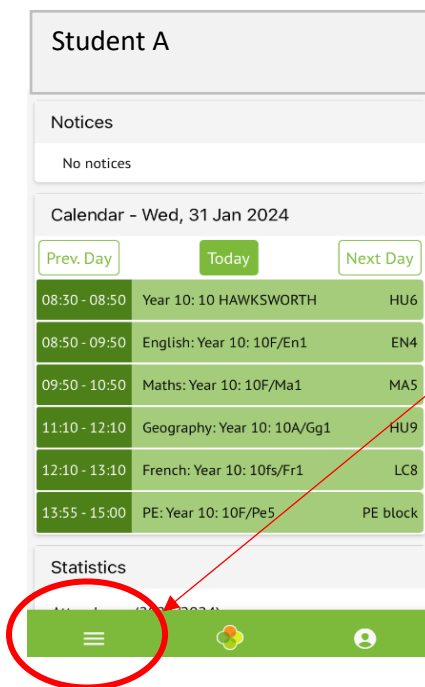 Student A
Notices
No notices
Calendar - Wed, 31 Jan 2024
Prev. Day Today Next Day
08:30 - 08:50 Year 10: 10 HAWKSWORTH HU6
08:50 - 09:50 English: Year 10: 10F/En1 EN4
09:50 - 10:50 Maths: Year 10: 10F/Ma1 MA5
11:10 - 12:10 Geography: Year 10: 10A/Gg1 HU9
12:10 - 13:10 French: Year 10: 10fs/Fr1 LC8
13:55 - 15:00 PE: Year 10: 10F/Pe5 PE block
Statistics